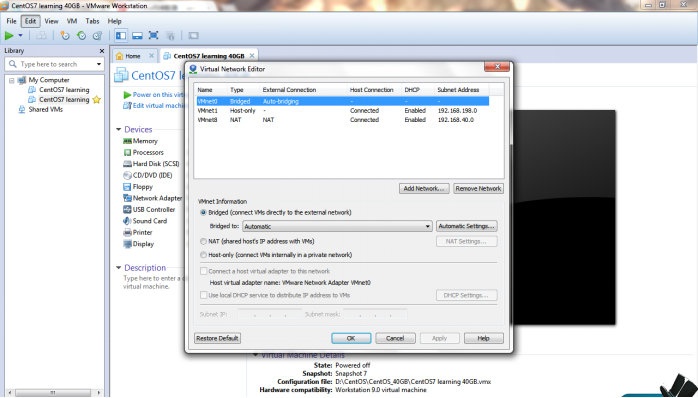 CentOS7 learning 40GB - VMware Workstation
File Edit View VM Tabs Help
Library
Type here to search
My Computer
CentOS7 learning
CentOS7 learning
Shared VMs
Home
CentOS7 learning 40GB
CentOS7 le
Power on this virt
Edit virtual machin
Devices
Memory
Processors
Hard Disk (SCSI)
CD/DVD (IDE)
Floppy
Network Adapter
USB Controller
Sound Card
Printer
Display
Description
Type here to enter a
virtual machine.
Virtual Network Editor
Name Type External Connection Host Connection DHCP Subnet Address
VMnet0 Bridged Auto-bridging - - -
VMnet1 Host-only - Connected Enabled 192.168.198.0
VMnet8 NAT NAT Connected Enabled 192.168.40.0
Add Network... Remove Network
VMnet Information
Bridged (connect VMs directly to the external network)
Bridged to: Automatic Automatic Settings...
NAT (shared host's IP address with VMs) NAT Settings...
Host-only (connect VMs internally in a private network)
Connect a host virtual adapter to this network
Host virtual adapter name: VMware Network Adapter VMnet0
Use local DHCP service to distribute IP address to VMs DHCP Settings...
Subnet IP: . . . Subnet mask: . . .
Restore Default OK Cancel Apply Help
Virtual Machine Details
State: Powered off
Snapshot: Snapshot 7
Configuration file: D:\CentOS\CentOS_40GB\CentOS7 learning 40GB.vmx
Hardware compatibility: Workstation 9.0 virtual machine